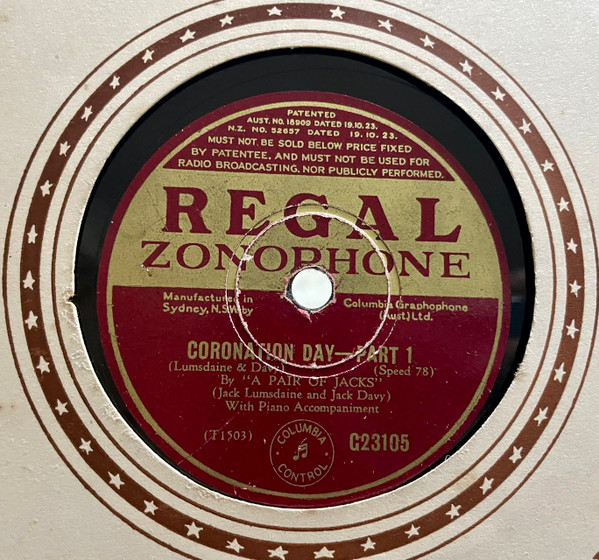 PATENTED
AUST. NO. 18909 DATED 19.10.23.
N.Z. NO. 52657 DATED 19.10.23.
MUST NOT BE SOLD BELOW PRICE FIXED
BY PATENTEE, AND MUST NOT BE USED FOR
RADIO BROADCASTING, NOR PUBLICLY PERFORMED.
REGAL
ZONOPHONE
Manufactured in Columbia Graphophone
Sydney, N.S.W. by (Aust.) Ltd.
CORONATION DAY—PART 1
(Lumsdaine & Davy) (Speed 78)
By "A PAIR OF JACKS"
(Jack Lumsdaine and Jack Davy)
With Piano Accompaniment
(T1503) COLUMBIA CONTROL G23105